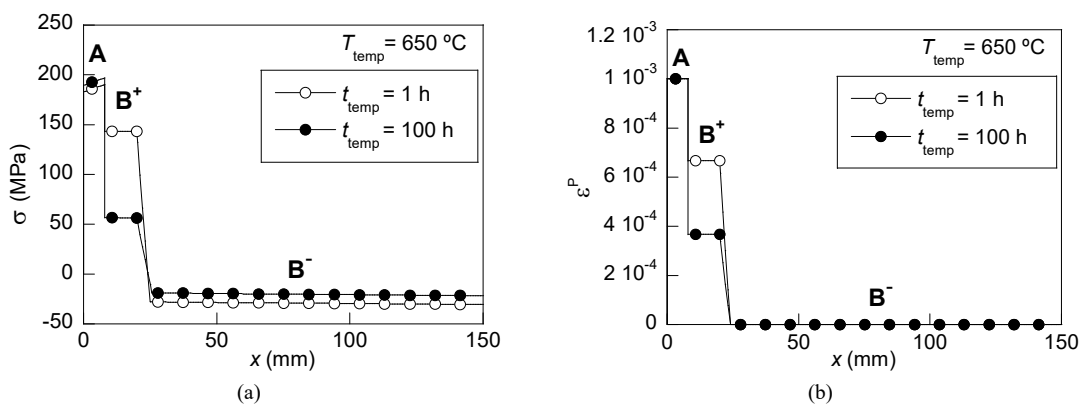 250
200
150
100
50
0
-50
σ (MPa)
A
B⁺
B⁻
T_temp = 650 ºC
t_temp = 1 h
t_temp = 100 h
0
50
100
150
x (mm)
(a)
1.2 10⁻³
1 10⁻³
8 10⁻⁴
6 10⁻⁴
4 10⁻⁴
2 10⁻⁴
0
εᴾ
A
B⁺
B⁻
T_temp = 650 ºC
t_temp = 1 h
t_temp = 100 h
0
50
100
150
x (mm)
(b)